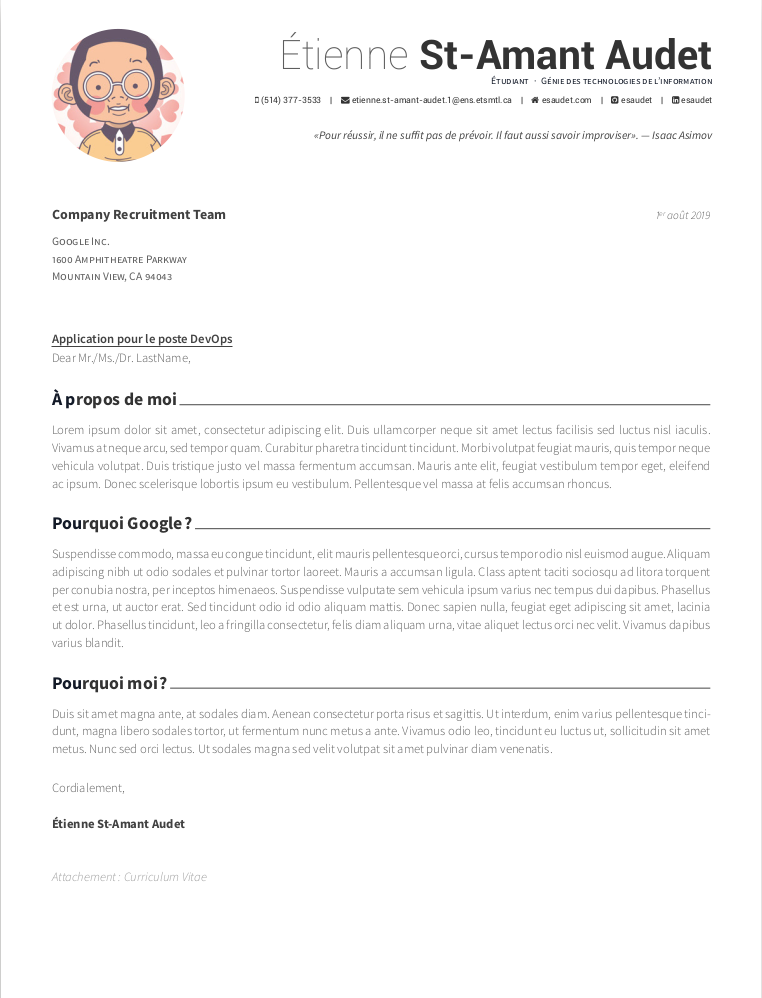 Étienne St-Amant Audet
Étudiant · Génie des technologies de l'information
(514) 377-3533 | etienne.st-amant-audet.1@ens.etsmtl.ca | esaudet.com | esaudet | esaudet
«Pour réussir, il ne suffit pas de prévoir. Il faut aussi savoir improviser». — Isaac Asimov
Company Recruitment Team
1er août 2019
Google Inc.
1600 Amphitheatre Parkway
Mountain View, CA 94043
Application pour le poste DevOps
Dear Mr./Ms./Dr. LastName,
À propos de moi
Lorem ipsum dolor sit amet, consectetur adipiscing elit. Duis ullamcorper neque sit amet lectus facilisis sed luctus nisl iaculis.
Vivamus at neque arcu, sed tempor quam. Curabitur pharetra tincidunt tincidunt. Morbi volutpat feugiat mauris, quis tempor neque
vehicula volutpat. Duis tristique justo vel massa fermentum accumsan. Mauris ante elit, feugiat vestibulum tempor eget, eleifend
ac ipsum. Donec scelerisque lobortis ipsum eu vestibulum. Pellentesque vel massa at felis accumsan rhoncus.
Pourquoi Google ?
Suspendisse commodo, massa eu congue tincidunt, elit mauris pellentesque orci, cursus tempor odio nisl euismod augue. Aliquam
adipiscing nibh ut odio sodales et pulvinar tortor laoreet. Mauris a accumsan ligula. Class aptent taciti sociosqu ad litora torquent
per conubia nostra, per inceptos himenaeos. Suspendisse vulputate sem vehicula ipsum varius nec tempus dui dapibus. Phasellus
et est urna, ut auctor erat. Sed tincidunt odio id odio aliquam mattis. Donec sapien nulla, feugiat eget adipiscing sit amet, lacinia
ut dolor. Phasellus tincidunt, leo a fringilla consectetur, felis diam aliquam urna, vitae aliquet lectus orci nec velit. Vivamus dapibus
varius blandit.
Pourquoi moi ?
Duis sit amet magna ante, at sodales diam. Aenean consectetur porta risus et sagittis. Ut interdum, enim varius pellentesque tinci-
dunt, magna libero sodales tortor, ut fermentum nunc metus a ante. Vivamus odio leo, tincidunt eu luctus ut, sollicitudin sit amet
metus. Nunc sed orci lectus. Ut sodales magna sed velit volutpat sit amet pulvinar diam venenatis.
Cordialement,
Étienne St-Amant Audet
Attachement : Curriculum Vitae